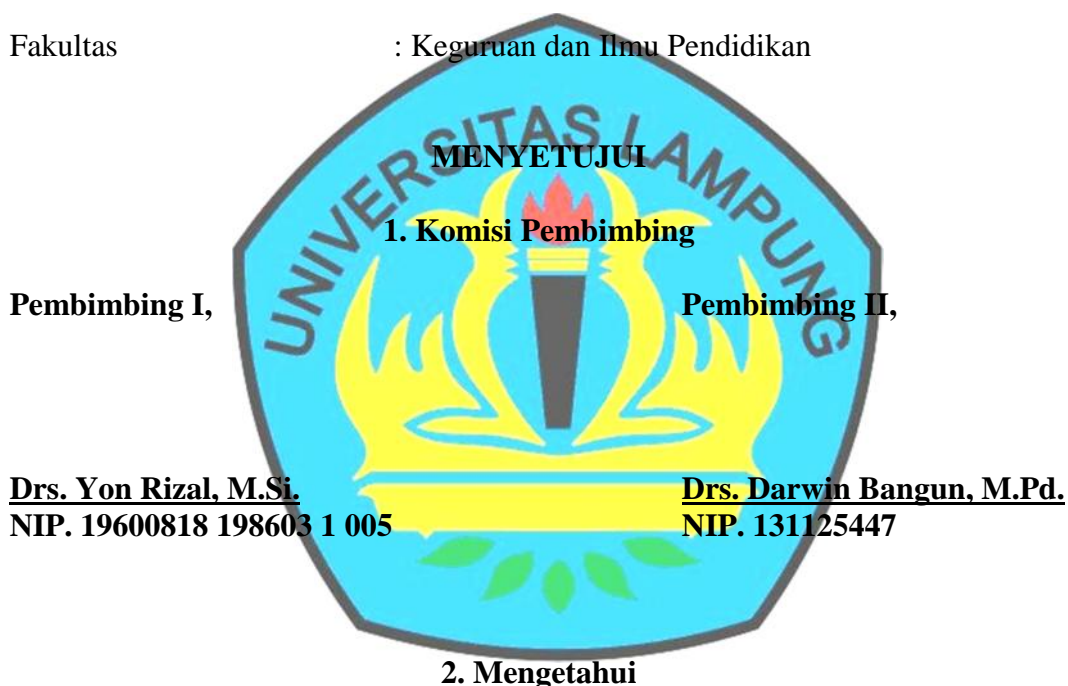 Fakultas : Keguruan dan Ilmu Pendidikan
UNIVERSITAS LAMPUNG
MENYETUJUI
1. Komisi Pembimbing
Pembimbing I, Pembimbing II,
Drs. Yon Rizal, M.Si. Drs. Darwin Bangun, M.Pd.
NIP. 19600818 198603 1 005 NIP. 131125447
2. Mengetahui